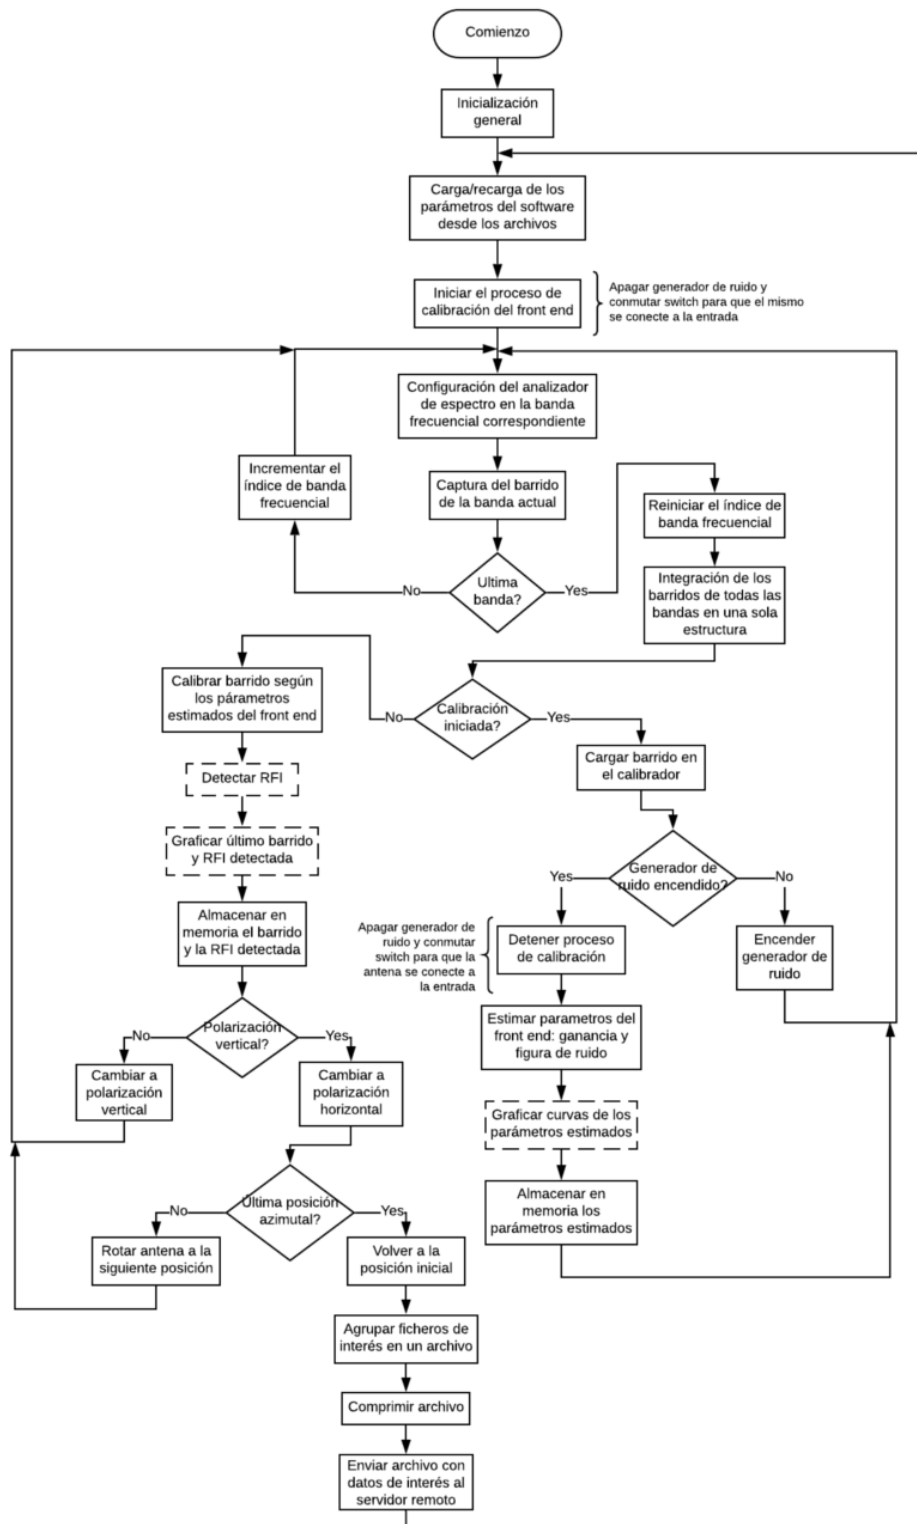 Comienzo
Inicialización
general
Carga/recarga de los
parámetros del software
desde los archivos
Iniciar el proceso de
calibración del front end
Apagar generador de ruido y
conmutar switch para que el mismo
se conecte a la entrada
Configuración del analizador
de espectro en la banda
frecuencial correspondiente
Incrementar el
índice de banda
frecuencial
Captura del barrido
de la banda actual
Reiniciar el índice de
banda frecuencial
No
Ultima
banda?
Yes
Integración de los
barridos de todas las
bandas en una sola
estructura
Calibrar barrido según
los párametros
estimados del front end
No
Calibración
iniciada?
Yes
Cargar barrido en
el calibrador
Detectar RFI
Graficar último barrido
y RFI detectada
Yes
Generador de
ruido encendido?
No
Almacenar en
memoria el barrido
y la RFI detectada
Apagar generador de
ruido y conmutar
switch para que la
antena se conecte a
la entrada
Detener proceso
de calibración
Encender
generador de
ruido
Estimar parametros del
front end: ganancia y
figura de ruido
No
Polarización
vertical?
Yes
Cambiar a
polarización
vertical
Cambiar a
polarización
horizontal
Graficar curvas de los
parámetros estimados
Almacenar en
memoria los
parámetros estimados
No
Última posición
azimutal?
Yes
Rotar antena a la
siguiente posición
Volver a la
posición inicial
Agrupar ficheros de
interés en un archivo
Comprimir archivo
Enviar archivo con
datos de interés al
servidor remoto